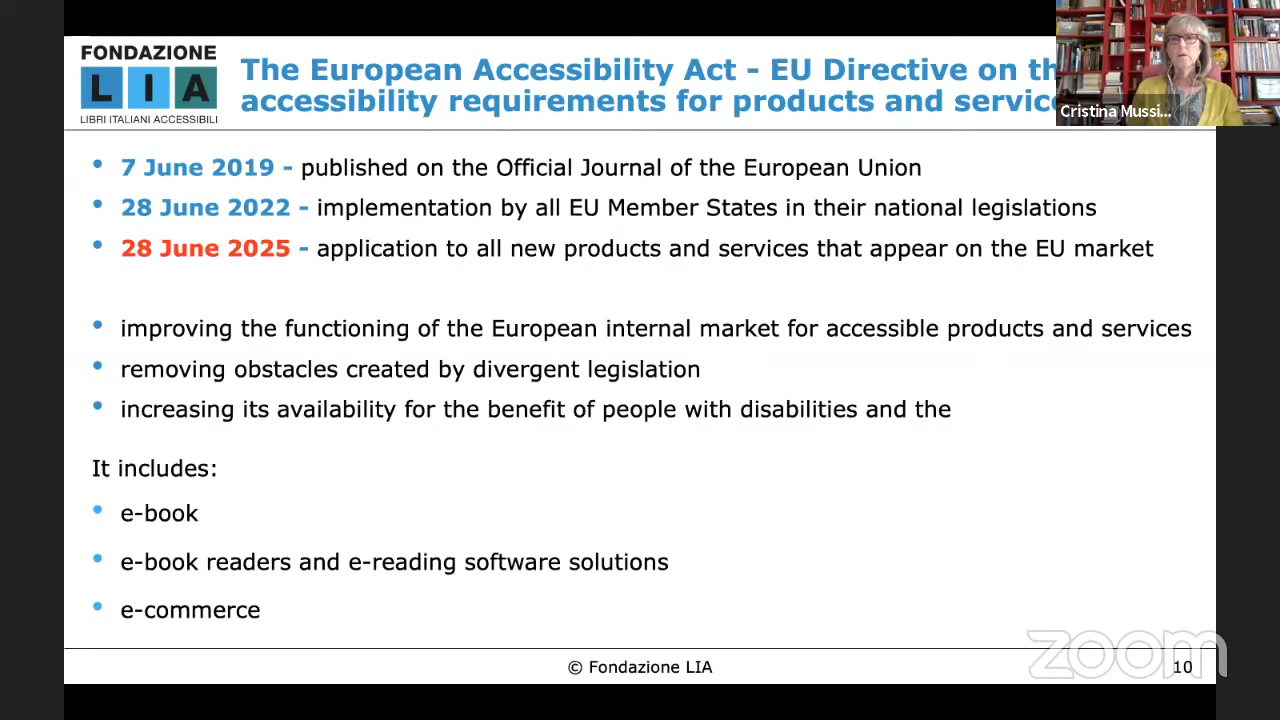 FONDAZIONE
LIA
LIBRI ITALIANI ACCESSIBILI
The European Accessibility Act - EU Directive on th
accessibility requirements for products and servic
Cristina Mussi...
• 7 June 2019 - published on the Official Journal of the European Union
• 28 June 2022 - implementation by all EU Member States in their national legislations
• 28 June 2025 - application to all new products and services that appear on the EU market
• improving the functioning of the European internal market for accessible products and services
• removing obstacles created by divergent legislation
• increasing its availability for the benefit of people with disabilities and the
It includes:
• e-book
• e-book readers and e-reading software solutions
• e-commerce
zoom
© Fondazione LIA
10